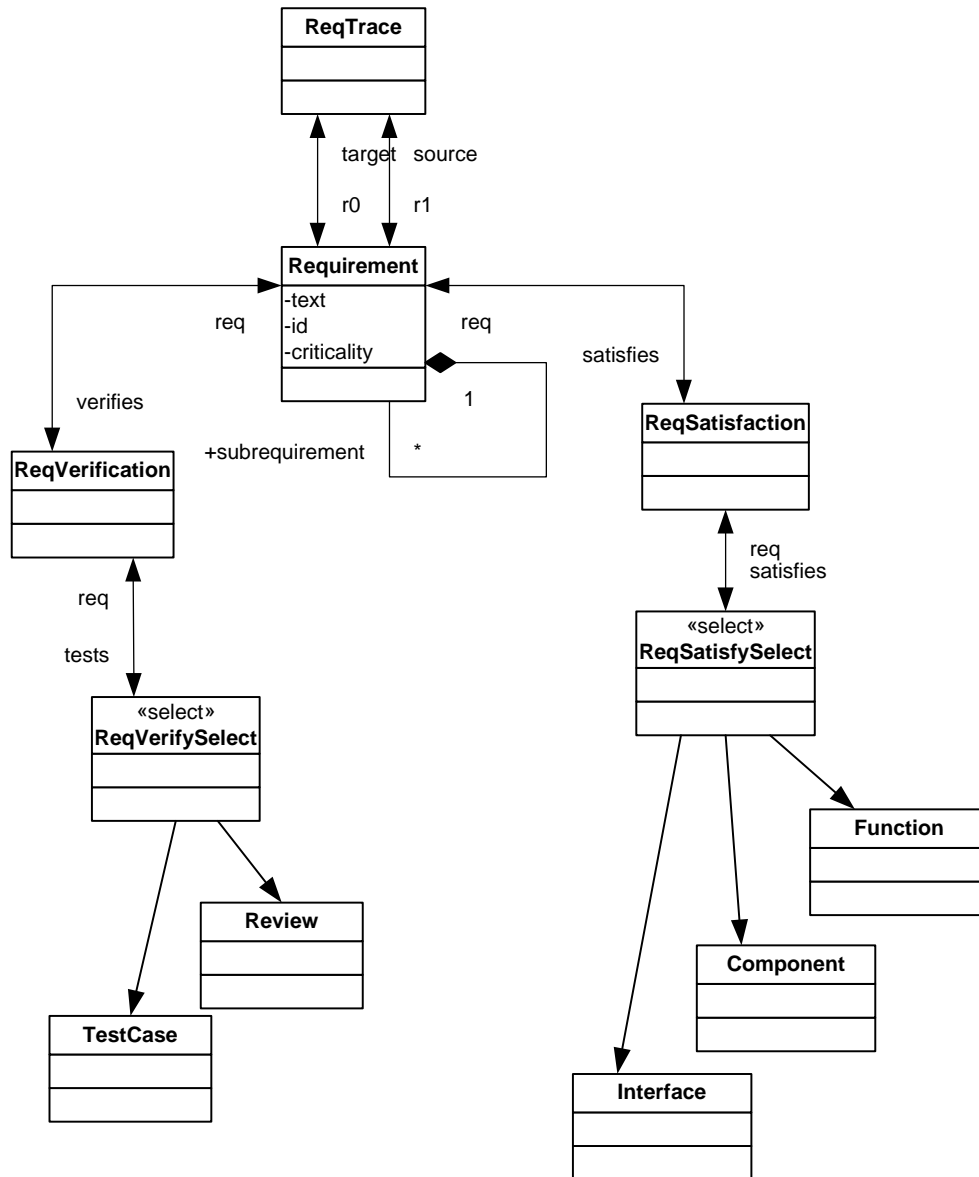 ReqTrace
target source
r0 r1
Requirement
-text
-id
-criticality
req
req
1
satisfies
verifies
+subrequirement
*
ReqSatisfaction
ReqVerification
req
satisfies
req
tests
«select»
ReqSatisfySelect
«select»
ReqVerifySelect
Function
Review
Component
TestCase
Interface